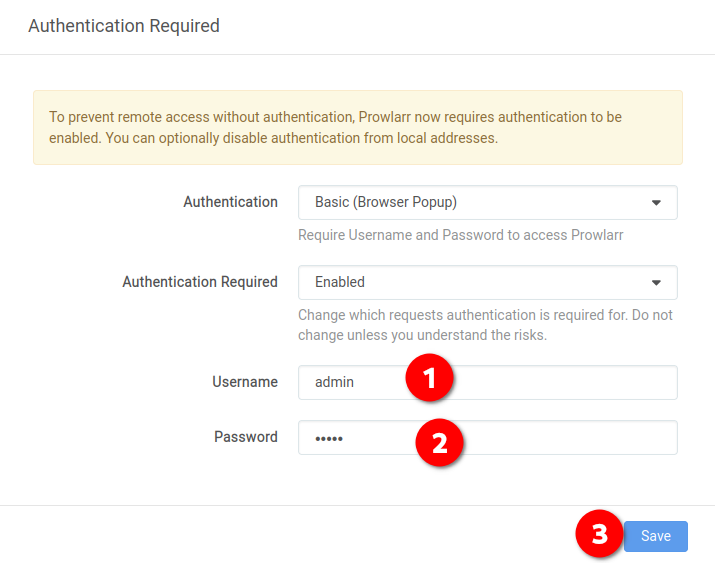 Authentication Required
To prevent remote access without authentication, Prowlarr now requires authentication to be
enabled. You can optionally disable authentication from local addresses.
Authentication
Basic (Browser Popup)
Require Username and Password to access Prowlarr
Authentication Required
Enabled
Change which requests authentication is required for. Do not
change unless you understand the risks.
Username
admin
1
Password
•••••
2
3
Save